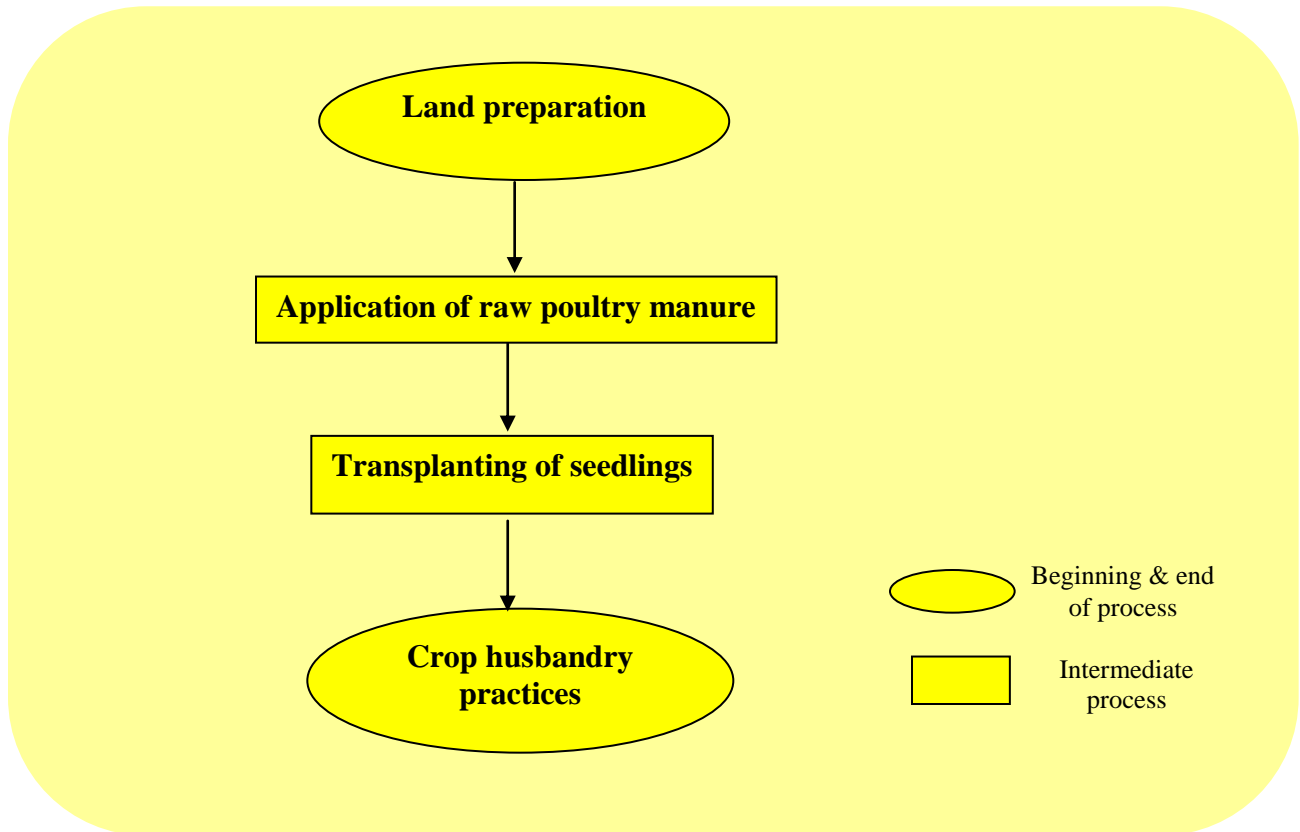 Land preparation
Application of raw poultry manure
Transplanting of seedlings
Crop husbandry
practices
Beginning & end
of process
Intermediate
process